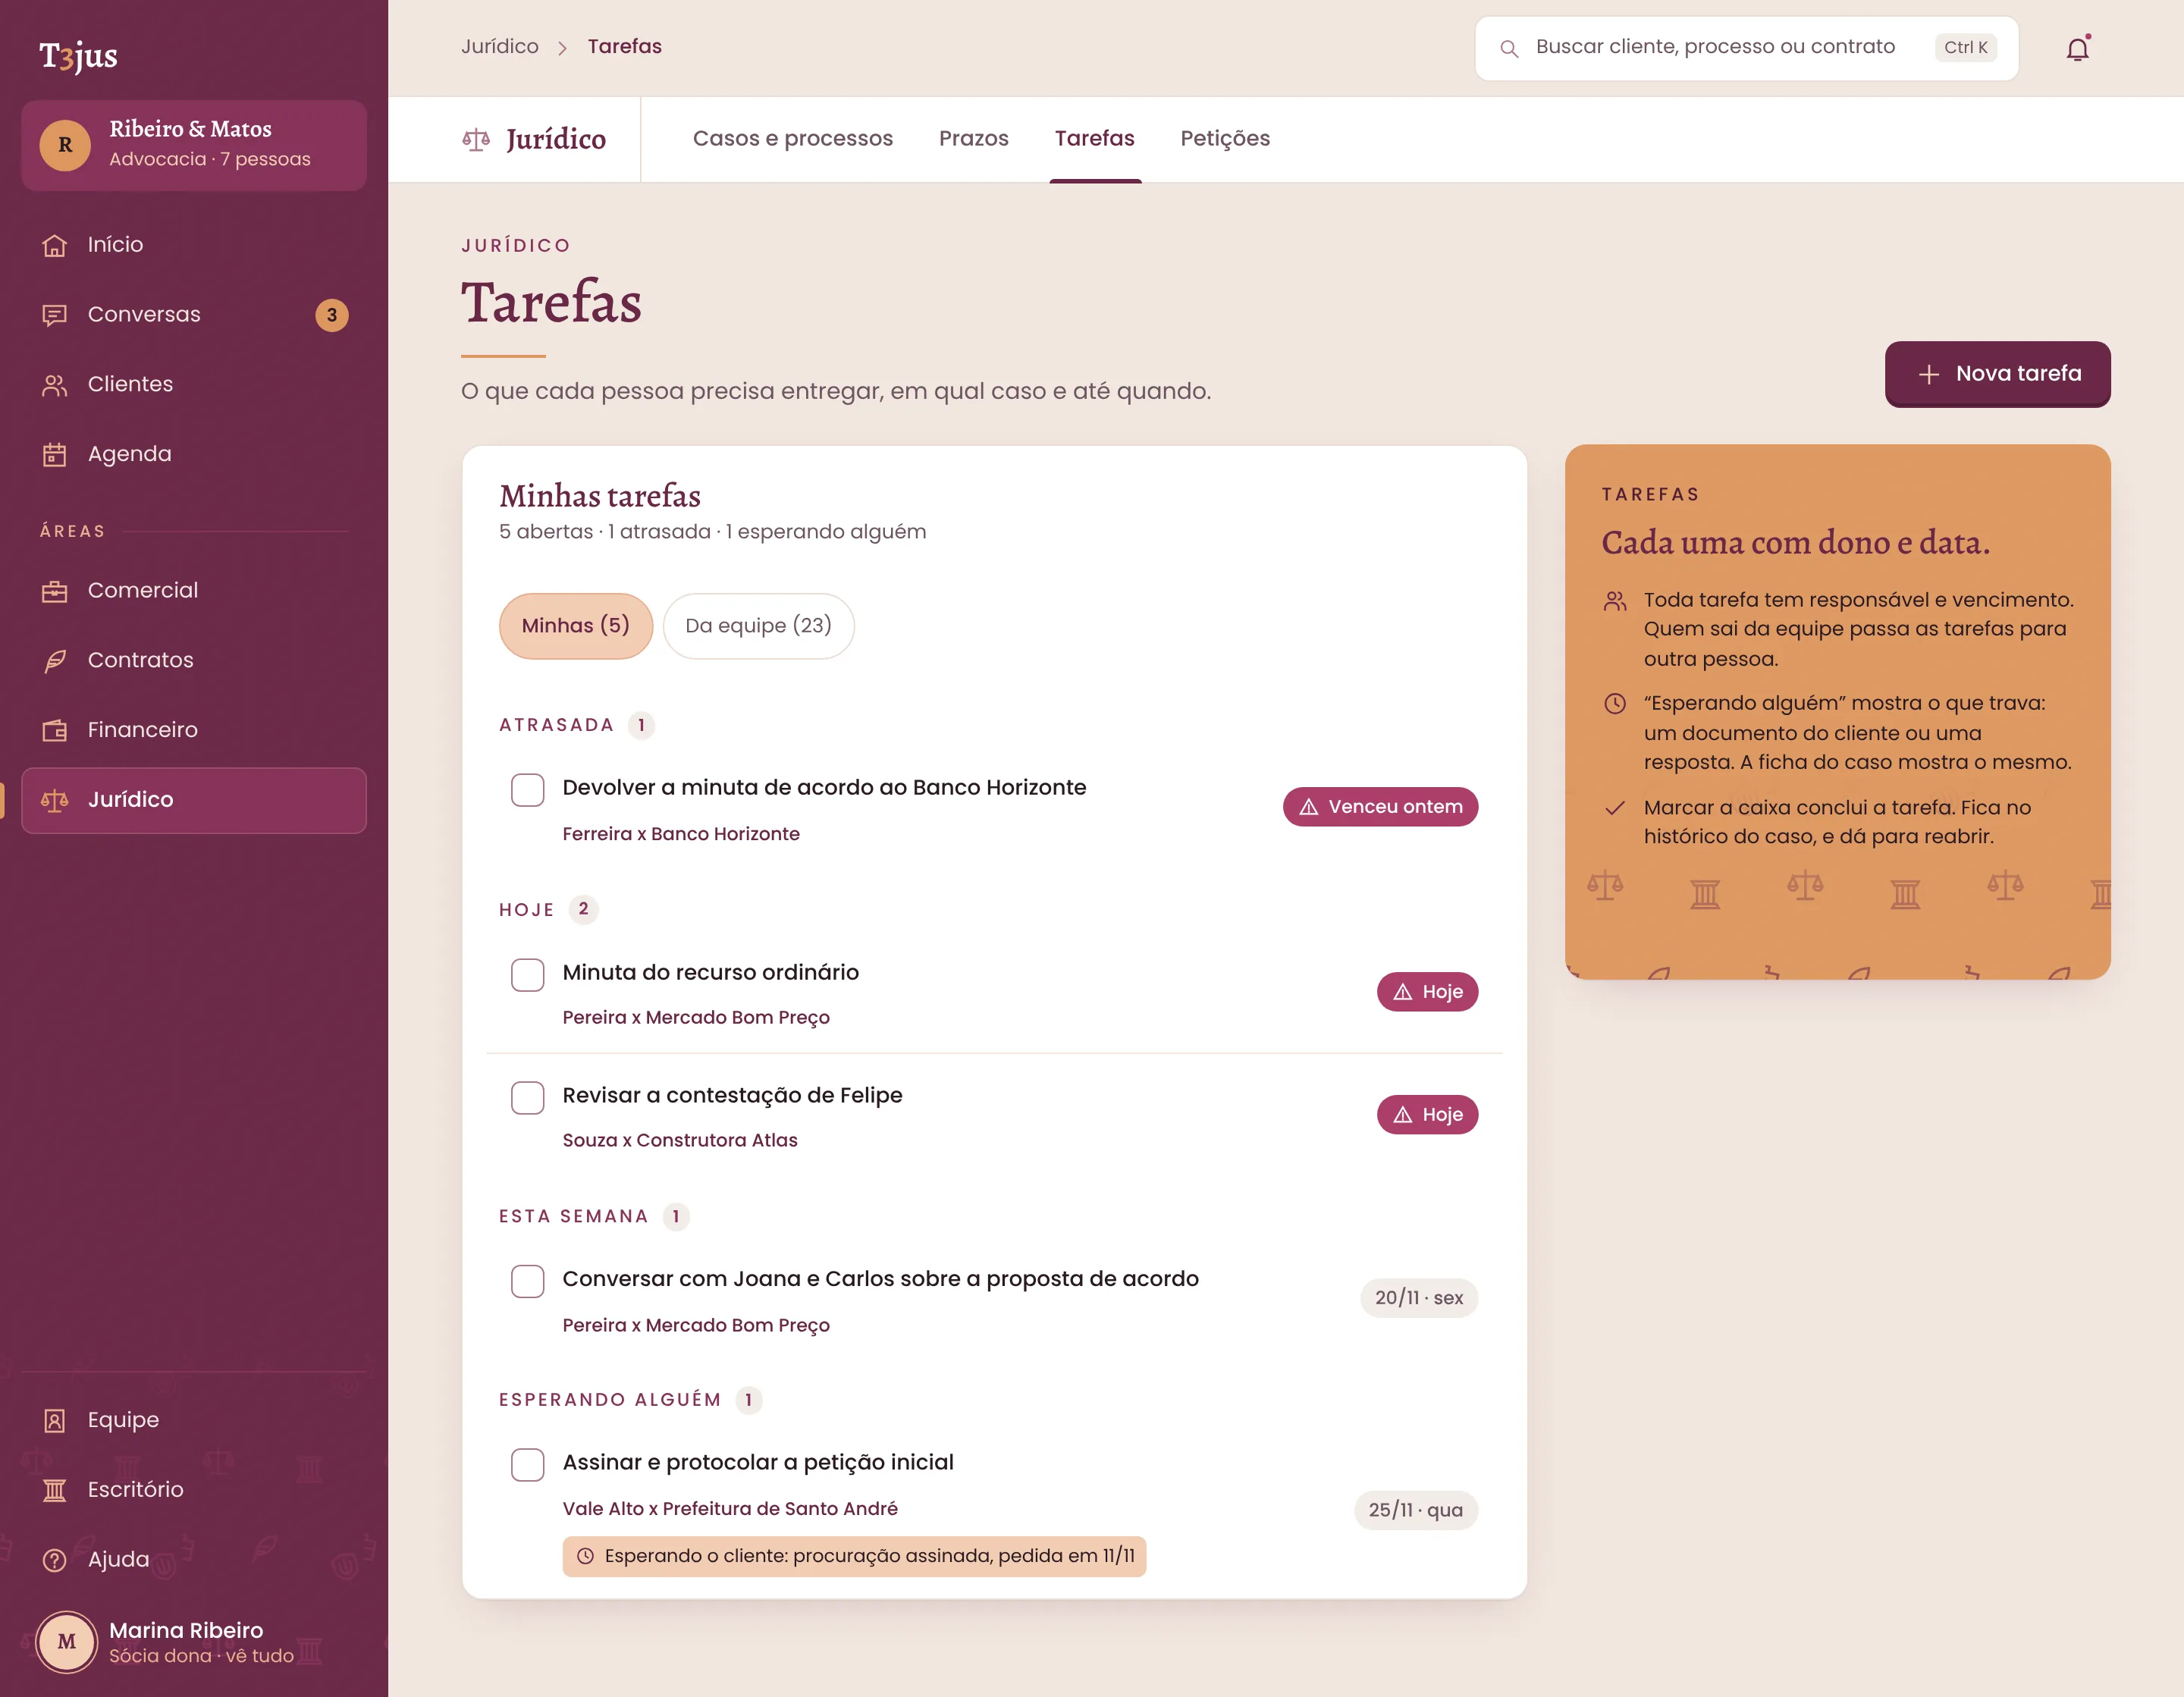 T3jus
R
Ribeiro & Matos
Advocacia · 7 pessoas
Início
Conversas
3
Clientes
Agenda
ÁREAS
Comercial
Contratos
Financeiro
Jurídico
Equipe
Escritório
Ajuda
M
Marina Ribeiro
Sócia dona · vê tudo
Jurídico
Tarefas
Buscar cliente, processo ou contrato
Ctrl K
Jurídico
Casos e processos
Prazos
Tarefas
Petições
JURÍDICO
Tarefas
O que cada pessoa precisa entregar, em qual caso e até quando.
Nova tarefa
Minhas tarefas
5 abertas · 1 atrasada · 1 esperando alguém
Minhas (5)
Da equipe (23)
ATRASADA 1
Devolver a minuta de acordo ao Banco Horizonte
Ferreira x Banco Horizonte
Venceu ontem
HOJE 2
Minuta do recurso ordinário
Pereira x Mercado Bom Preço
Hoje
Revisar a contestação de Felipe
Souza x Construtora Atlas
Hoje
ESTA SEMANA 1
Conversar com Joana e Carlos sobre a proposta de acordo
Pereira x Mercado Bom Preço
20/11 · sex
ESPERANDO ALGUÉM 1
Assinar e protocolar a petição inicial
Vale Alto x Prefeitura de Santo André
Esperando o cliente: procuração assinada, pedida em 11/11
25/11 · qua
TAREFAS
Cada uma com dono e data.
Toda tarefa tem responsável e vencimento.
Quem sai da equipe passa as tarefas para
outra pessoa.
“Esperando alguém” mostra o que trava:
um documento do cliente ou uma
resposta. A ficha do caso mostra o mesmo.
Marcar a caixa conclui a tarefa. Fica no
histórico do caso, e dá para reabrir.